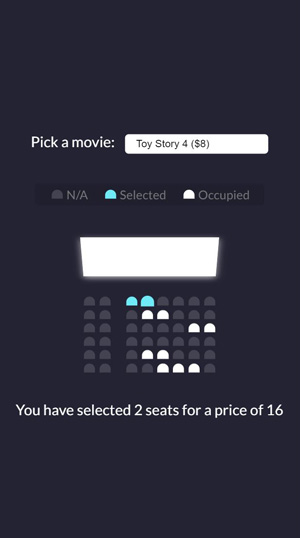 Pick a movie: Toy Story 4 ($8)
N/A Selected Occupied
You have selected 2 seats for a price of 16